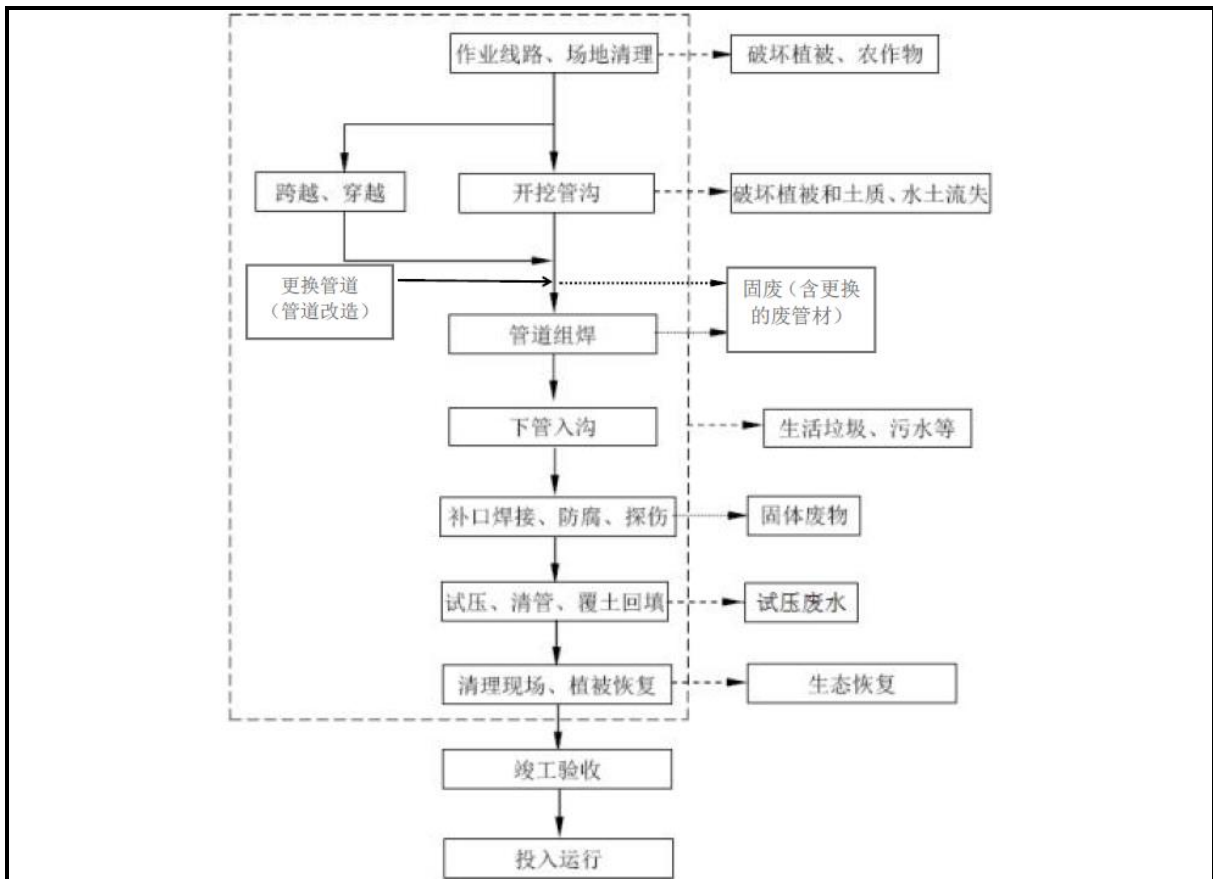 作业线路、场地清理
破坏植被、农作物
跨越、穿越
开挖管沟
破坏植被和土质、水土流失
更换管道
（管道改造）
固废（含更换
的废管材）
管道组焊
下管入沟
生活垃圾、污水等
补口焊接、防腐、探伤
固体废物
试压、清管、覆土回填
试压废水
清理现场、植被恢复
生态恢复
竣工验收
投入运行